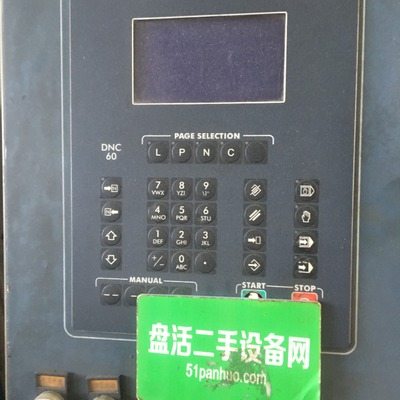 PAGE SELECTION
DNC
60
L P N C
7 8 9
VWX YZ!
4 5 6
MNO PQR STU
1 2 3
DEF GHI JKL
+/- 0 .
ABC
MANUAL
START STOP
盘活二手设备网
51panhuo.com